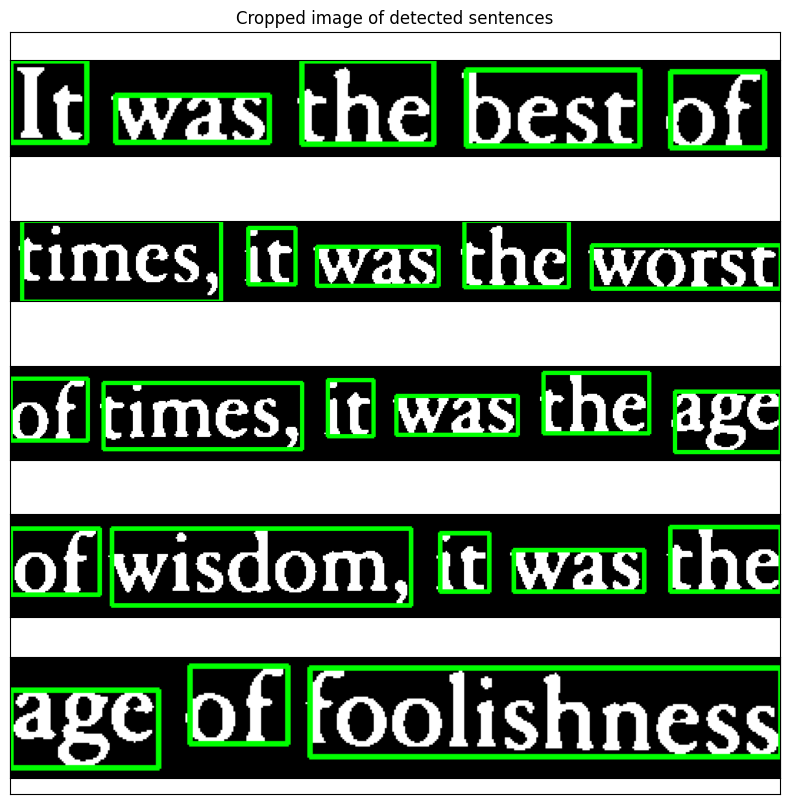 Cropped image of detected sentences
It was the best of
times, it was the worst
of times, it was the age
of wisdom, it was the
age of foolishness